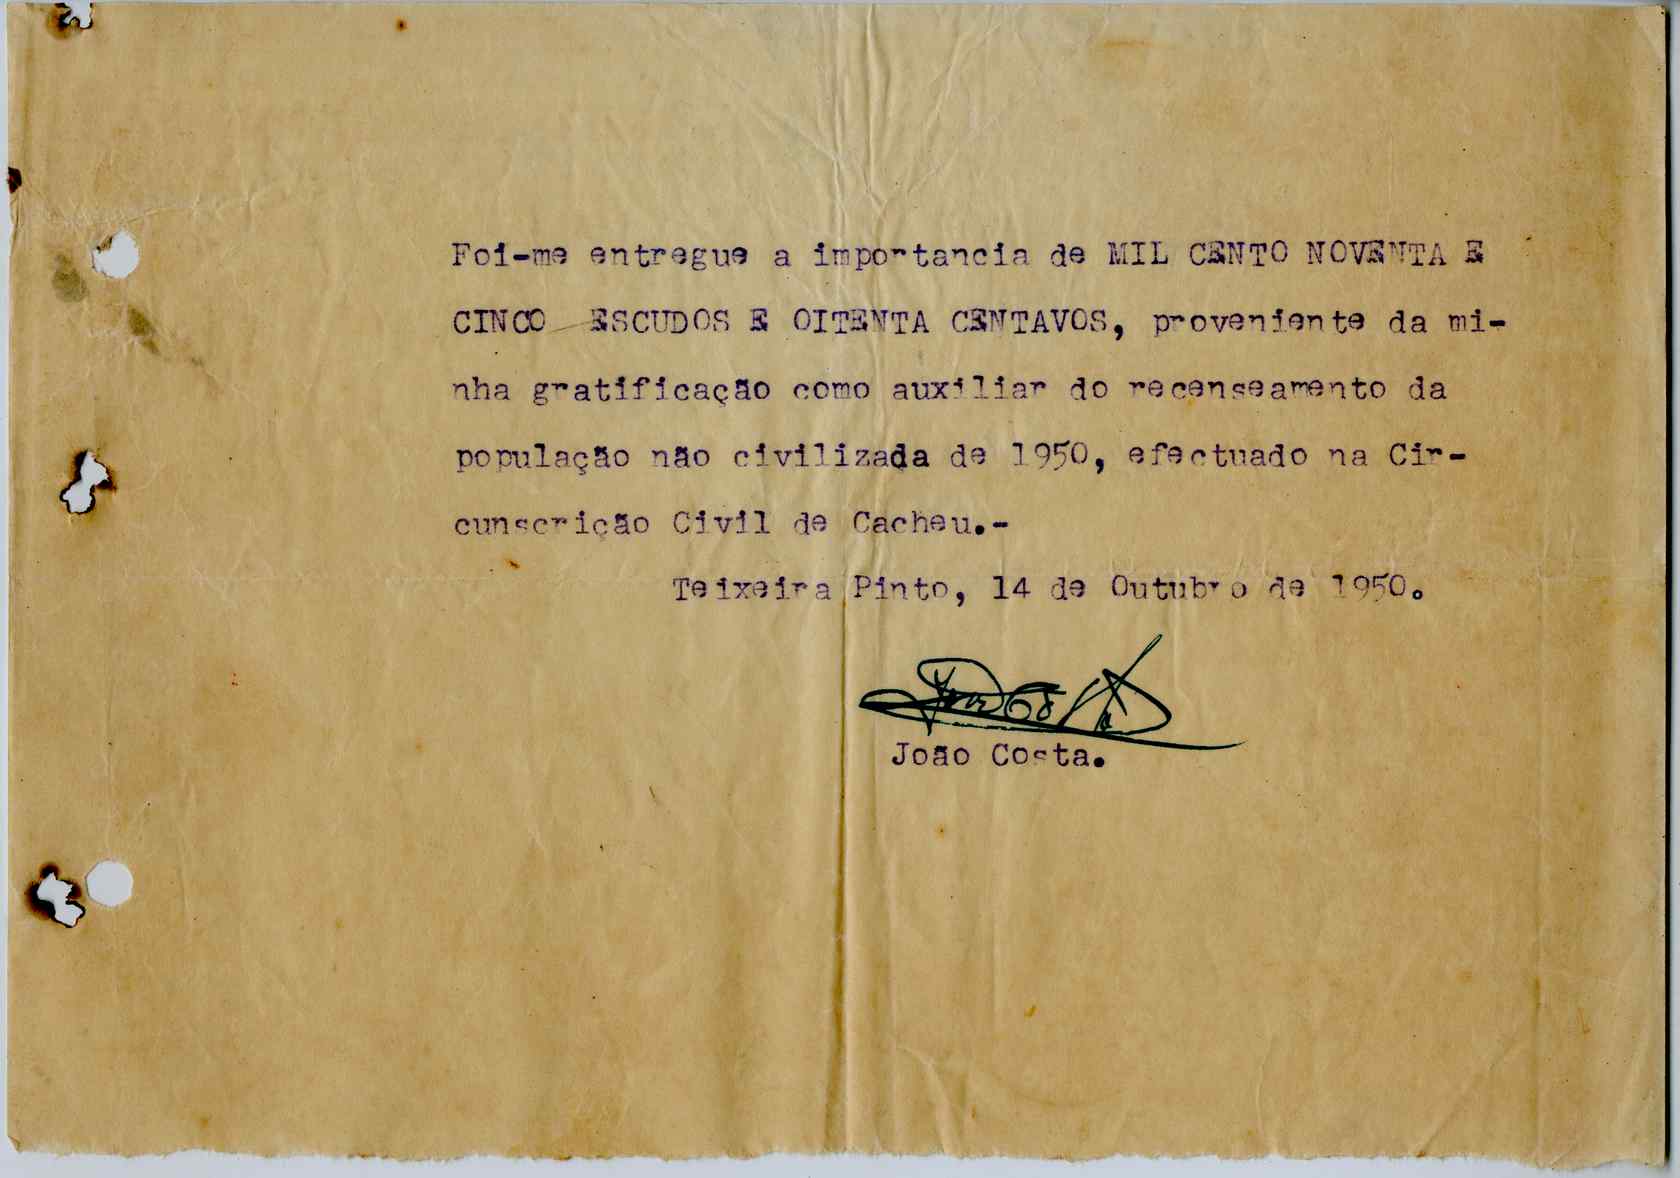 Foi-me entregue a importancia de MIL CENTO NOVENTA E
CINCO ESCUDOS E OITENTA CENTAVOS, proveniente da mi-
nha gratificação como auxiliar do recenseamento da
população não civilizada de 1950, efectuado na Cir-
cunscrição Civil de Cacheu.-
Teixeira Pinto, 14 de Outubro de 1950.
João Costa
João Costa.